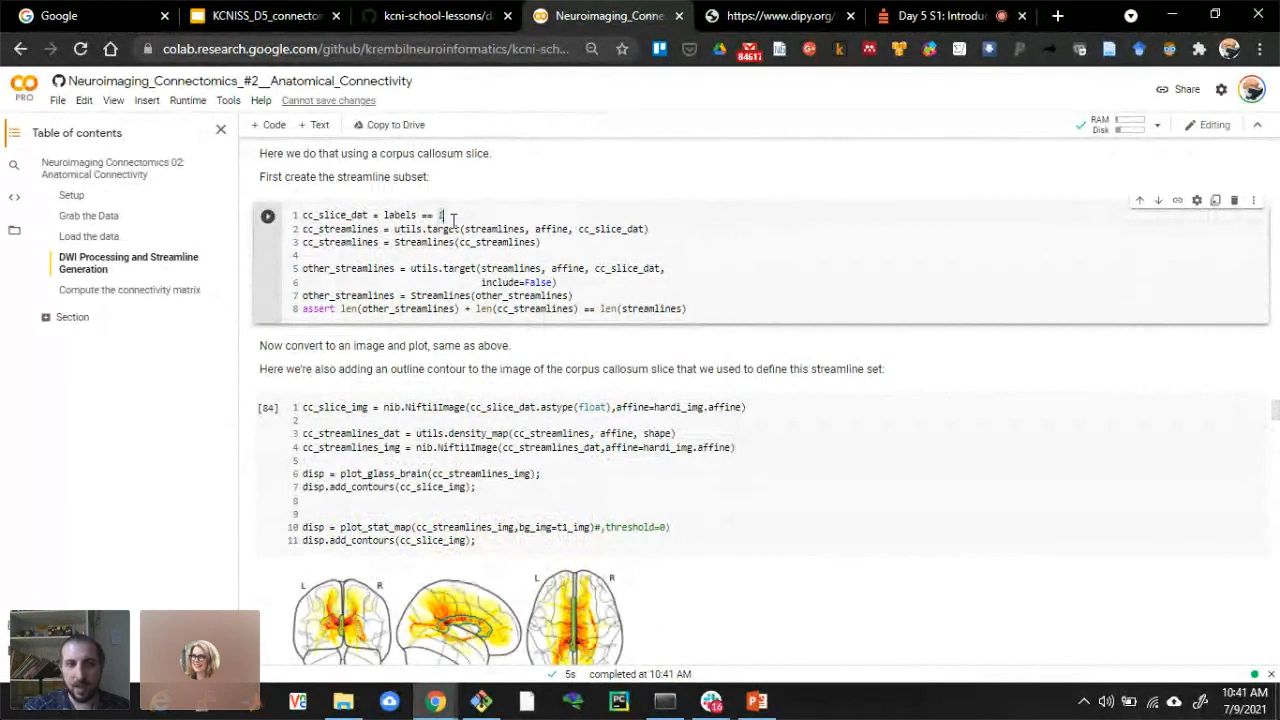 Google
KCNISS_D5_connectom
kcni-school-lessons/da
Neuroimaging_Connectomics
https://www.dipy.org/
Day 5 S1: Introduc
colab.research.google.com/github/krembilneuroinformatics/kcni-sch...
84617
CO
PRO
Neuroimaging_Connectomics_#2__Anatomical_Connectivity
File Edit View Insert Runtime Tools Help Cannot save changes
Share
Table of contents
+ Code + Text Copy to Drive
RAM
Disk
Editing
Neuroimaging Connectomics 02:
Anatomical Connectivity
Setup
Grab the Data
Load the data
DWI Processing and Streamline
Generation
Compute the connectivity matrix
Section
Here we do that using a corpus callosum slice.
First create the streamline subset:
1 cc_slice_dat = labels == 2
2 cc_streamlines = utils.target(streamlines, affine, cc_slice_dat)
3 cc_streamlines = Streamlines(cc_streamlines)
4
5 other_streamlines = utils.target(streamlines, affine, cc_slice_dat,
6 include=False)
7 other_streamlines = Streamlines(other_streamlines)
8 assert len(other_streamlines) + len(cc_streamlines) == len(streamlines)
Now convert to an image and plot, same as above.
Here we're also adding an outline contour to the image of the corpus callosum slice that we used to define this streamline set:
[84]
1 cc_slice_img = nib.Nifti1Image(cc_slice_dat.astype(float),affine=hardi_img.affine)
2
3 cc_streamlines_dat = utils.density_map(cc_streamlines, affine, shape)
4 cc_streamlines_img = nib.Nifti1Image(cc_streamlines_dat,affine=hardi_img.affine)
5
6 disp = plot_glass_brain(cc_streamlines_img);
7 disp.add_contours(cc_slice_img);
8
9
10 disp = plot_stat_map(cc_streamlines_img,bg_img=t1_img)#,threshold=0)
11 disp.add_contours(cc_slice_img);
L R L R
5s completed at 10:41 AM
16
10:41 AM
7/9/2021